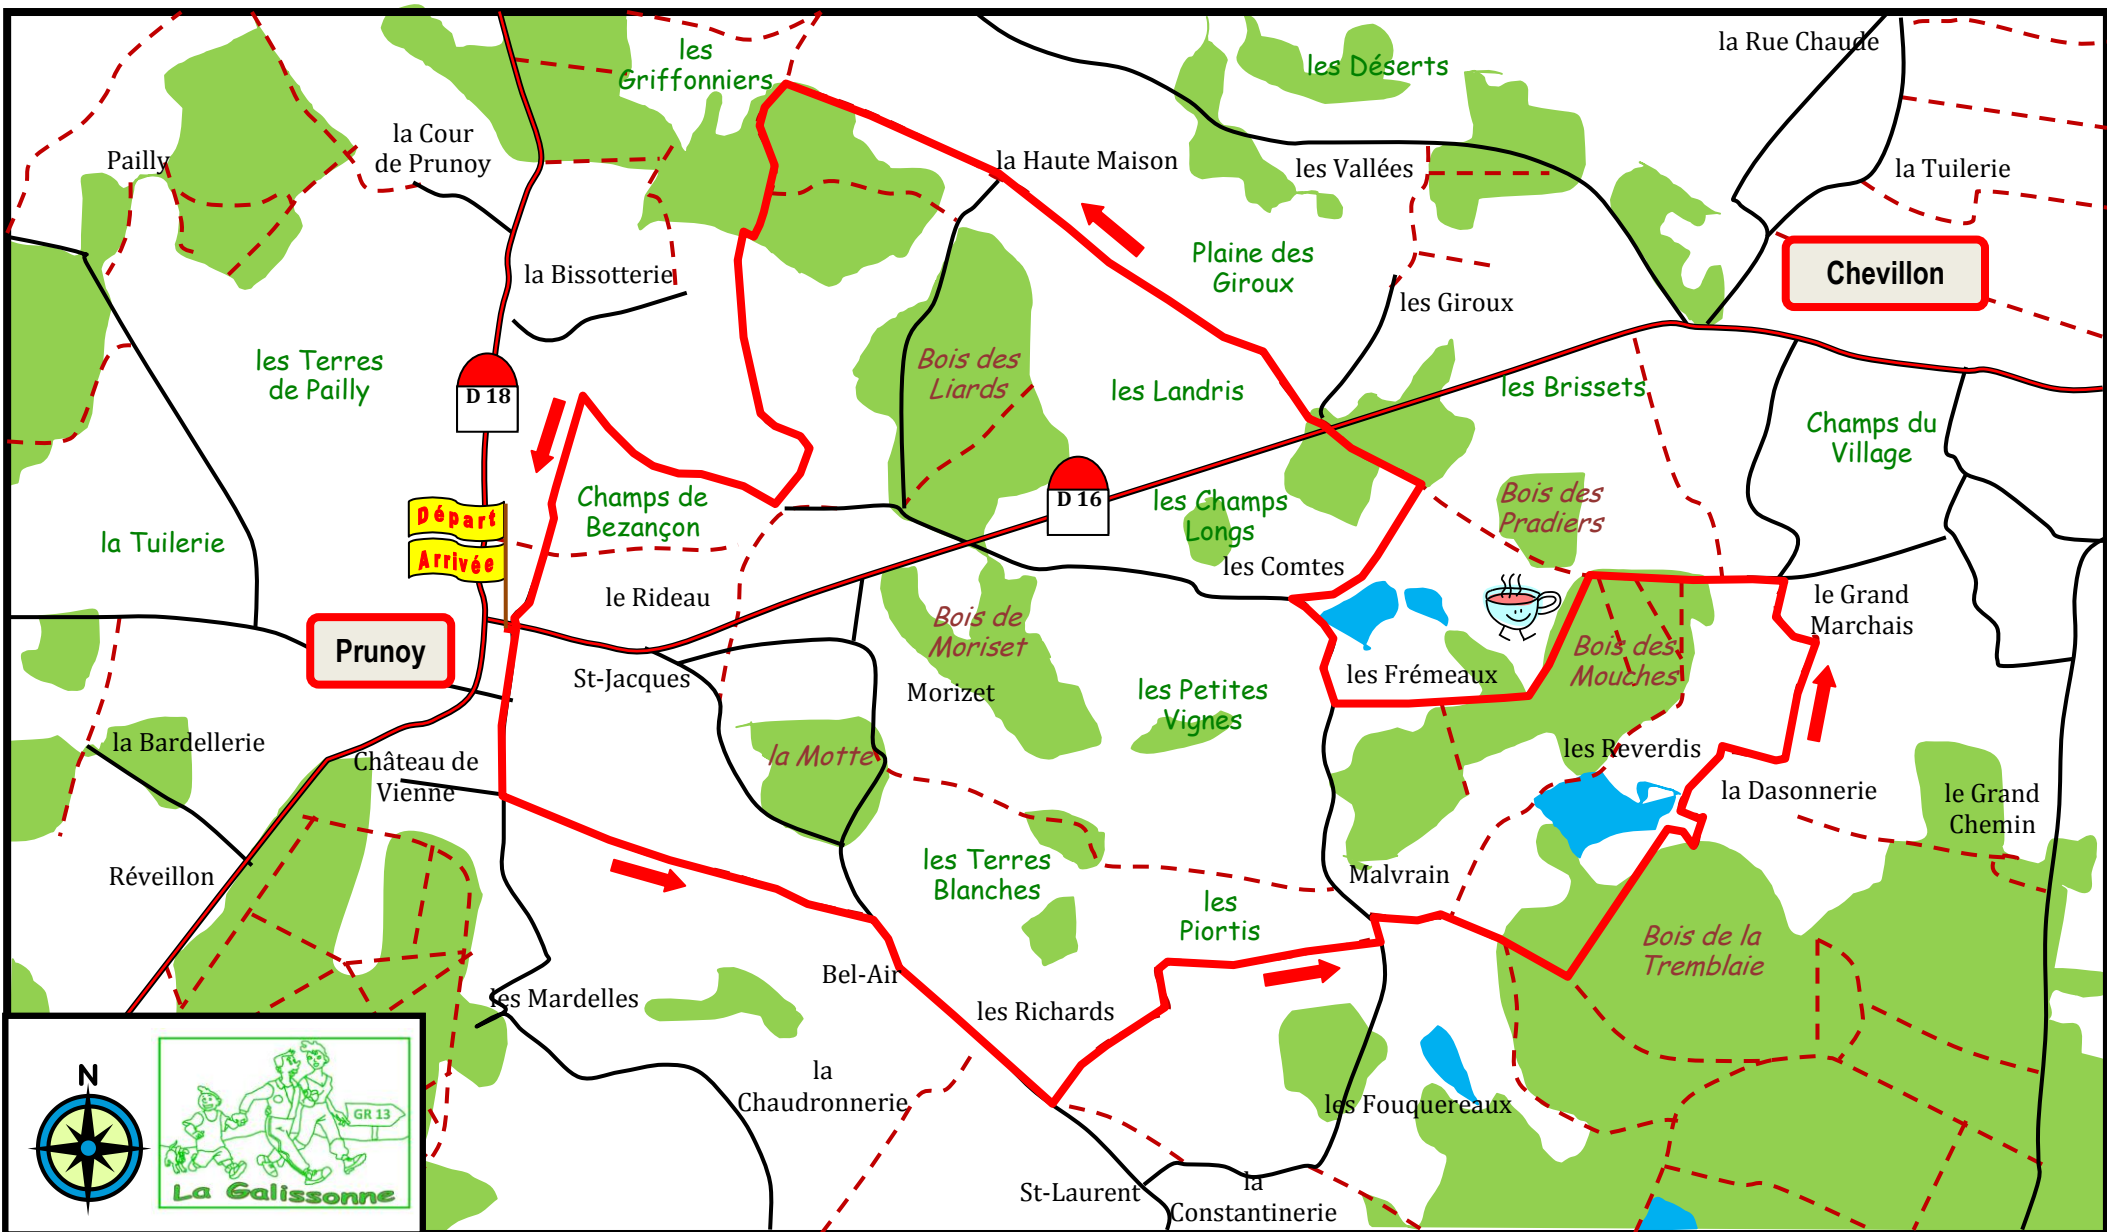 la Rue Chaude
les
Griffonniers
les Déserts
la Cour
de Prunoy
Pailly
la Haute Maison
les Vallées
la Tuilerie
Plaine des
Giroux
Chevillon
la Bissotterie
les Giroux
les Terres
de Pailly
Bois des
Liards
les Landris
les Brissets
D 18
Champs du
Village
Champs de
Bezançon
D 16
les Champs
Longs
Bois des
Pradiers
Départ
Arrivée
la Tuilerie
les Comtes
le Rideau
le Grand
Marchais
Bois de
Moriset
Bois des
Mouches
Prunoy
St-Jacques
Morizet
les Petites
Vignes
les Frémeaux
la Bardellerie
la Motte
les Reverdis
Château de
Vienne
la Dasonnerie
le Grand
Chemin
Réveillon
les Terres
Blanches
Malvrain
les
Piortis
Bois de la
Tremblaie
Bel-Air
les Mardelles
les Richards
la
Chaudronnerie
les Fouquereaux
N
GR 13
La Galissonne
St-Laurent
la
Constantinerie